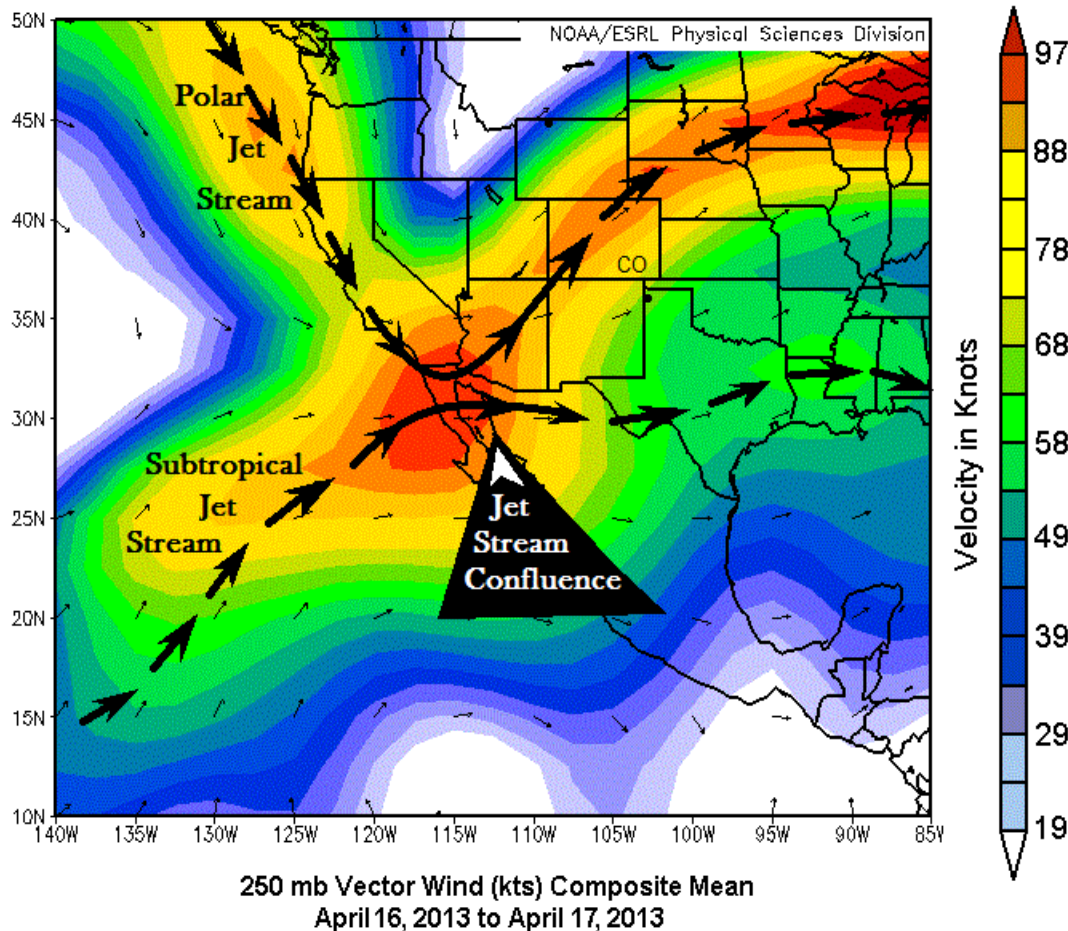 NOAA/ESRL Physical Sciences Division
50N
45N
40N
35N
30N
25N
20N
15N
10N
140W 135W 130W 125W 120W 115W 110W 105W 100W 95W 90W 85W
Polar
Jet
Stream
CO
Subtropical
Jet
Stream
Jet
Stream
Confluence
97
88
78
68
58
49
39
29
19
Velocity in Knots
250 mb Vector Wind (kts) Composite Mean
April 16, 2013 to April 17, 2013